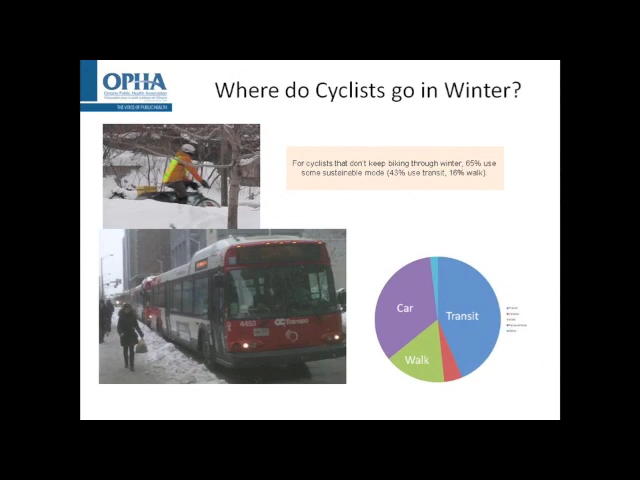 OPHA
Ontario Public Health Association
THE VOICE OF PUBLIC HEALTH
Where do Cyclists go in Winter?
For cyclists that don't keep biking through winter, 65% use
some sustainable mode (43% use transit, 16% walk).
4453
OC Transpo
Car
Transit
Walk